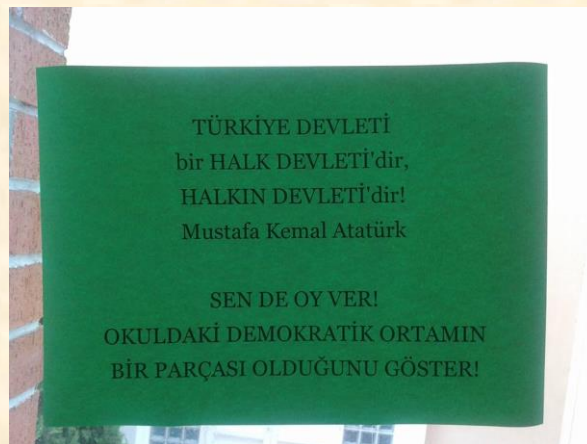 TÜRKİYE DEVLETİ
bir HALK DEVLETİ'dir,
HALKIN DEVLETİ'dir!
Mustafa Kemal Atatürk
SEN DE OY VER!
OKULDAKİ DEMOKRATİK ORTAMIN
BİR PARÇASI OLDUĞUNU GÖSTER!